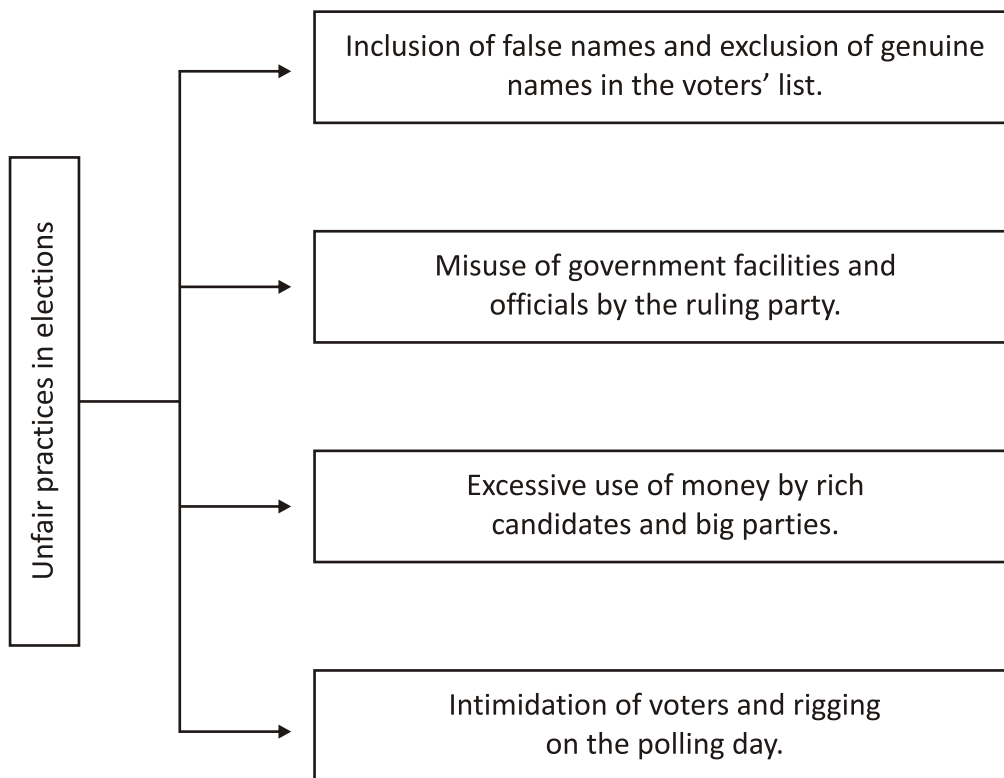 Unfair practices in elections
Inclusion of false names and exclusion of genuine
names in the voters’ list.
Misuse of government facilities and
officials by the ruling party.
Excessive use of money by rich
candidates and big parties.
Intimidation of voters and rigging
on the polling day.